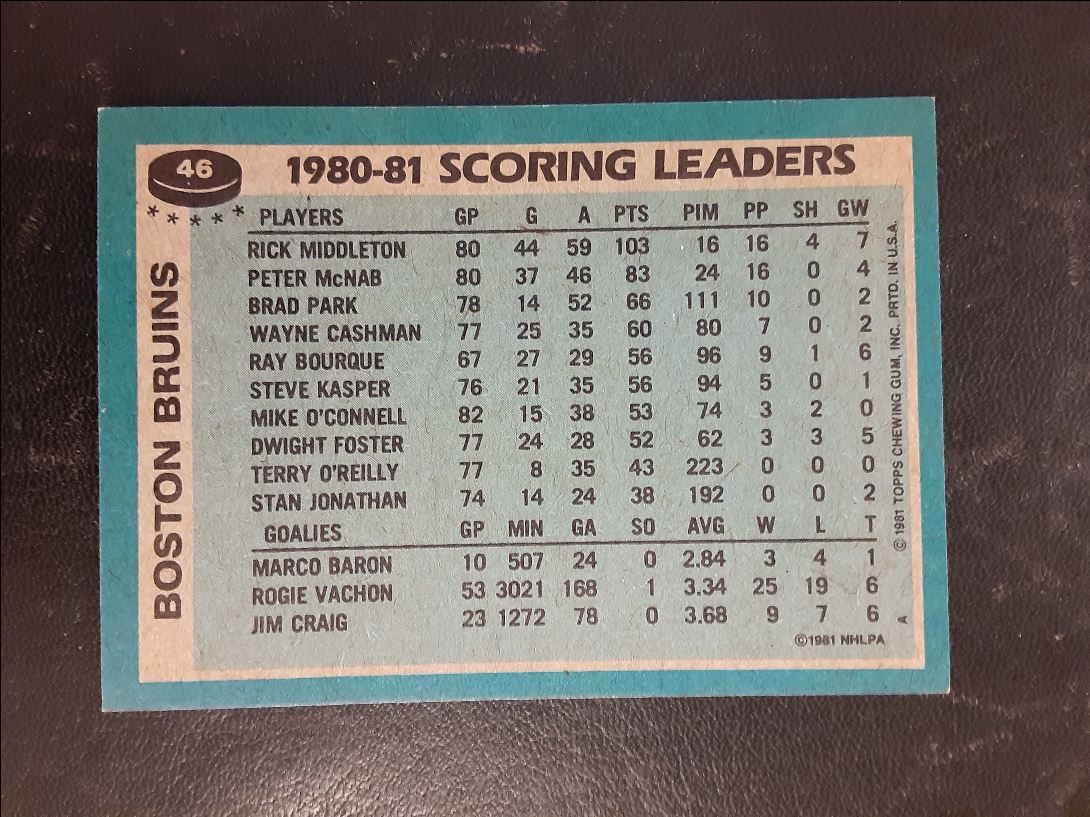 46
1980-81 SCORING LEADERS
* * * * *
BOSTON BRUINS
PLAYERS GP G A PTS PIM PP SH GW
RICK MIDDLETON 80 44 59 103 16 16 4 7
PETER McNAB 80 37 46 83 24 16 0 4
BRAD PARK 78 14 52 66 111 10 0 2
WAYNE CASHMAN 77 25 35 60 80 7 0 2
RAY BOURQUE 67 27 29 56 96 9 1 6
STEVE KASPER 76 21 35 56 94 5 0 1
MIKE O'CONNELL 82 15 38 53 74 3 2 0
DWIGHT FOSTER 77 24 28 52 62 3 3 5
TERRY O'REILLY 77 8 35 43 223 0 0 0
STAN JONATHAN 74 14 24 38 192 0 0 2
GOALIES GP MIN GA SO AVG W L T
MARCO BARON 10 507 24 0 2.84 3 4 1
ROGIE VACHON 53 3021 168 1 3.34 25 19 6
JIM CRAIG 23 1272 78 0 3.68 9 7 6
©1981 NHLPA
A © 1981 TOPPS CHEWING GUM, INC. PRTD. IN U.S.A.